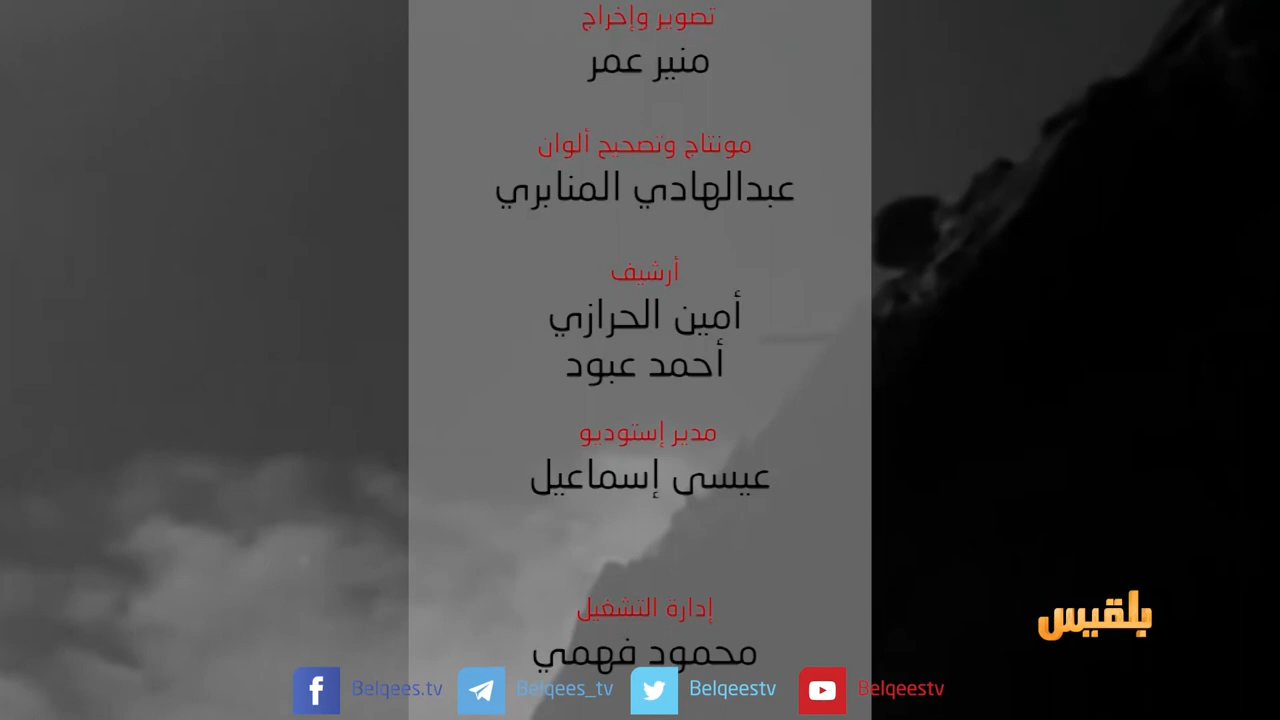 تصوير وإخراج
منير عمر
مونتاج وتصحيح ألوان
عبدالهادي المنابري
أرشيف
أمين الحرازي
أحمد عبود
مدير إستوديو
عيسى إسماعيل
إدارة التشغيل
محمود فهمي
بلقيس
Belqees.tv Belqees_tv Belqeestv Belqeestv